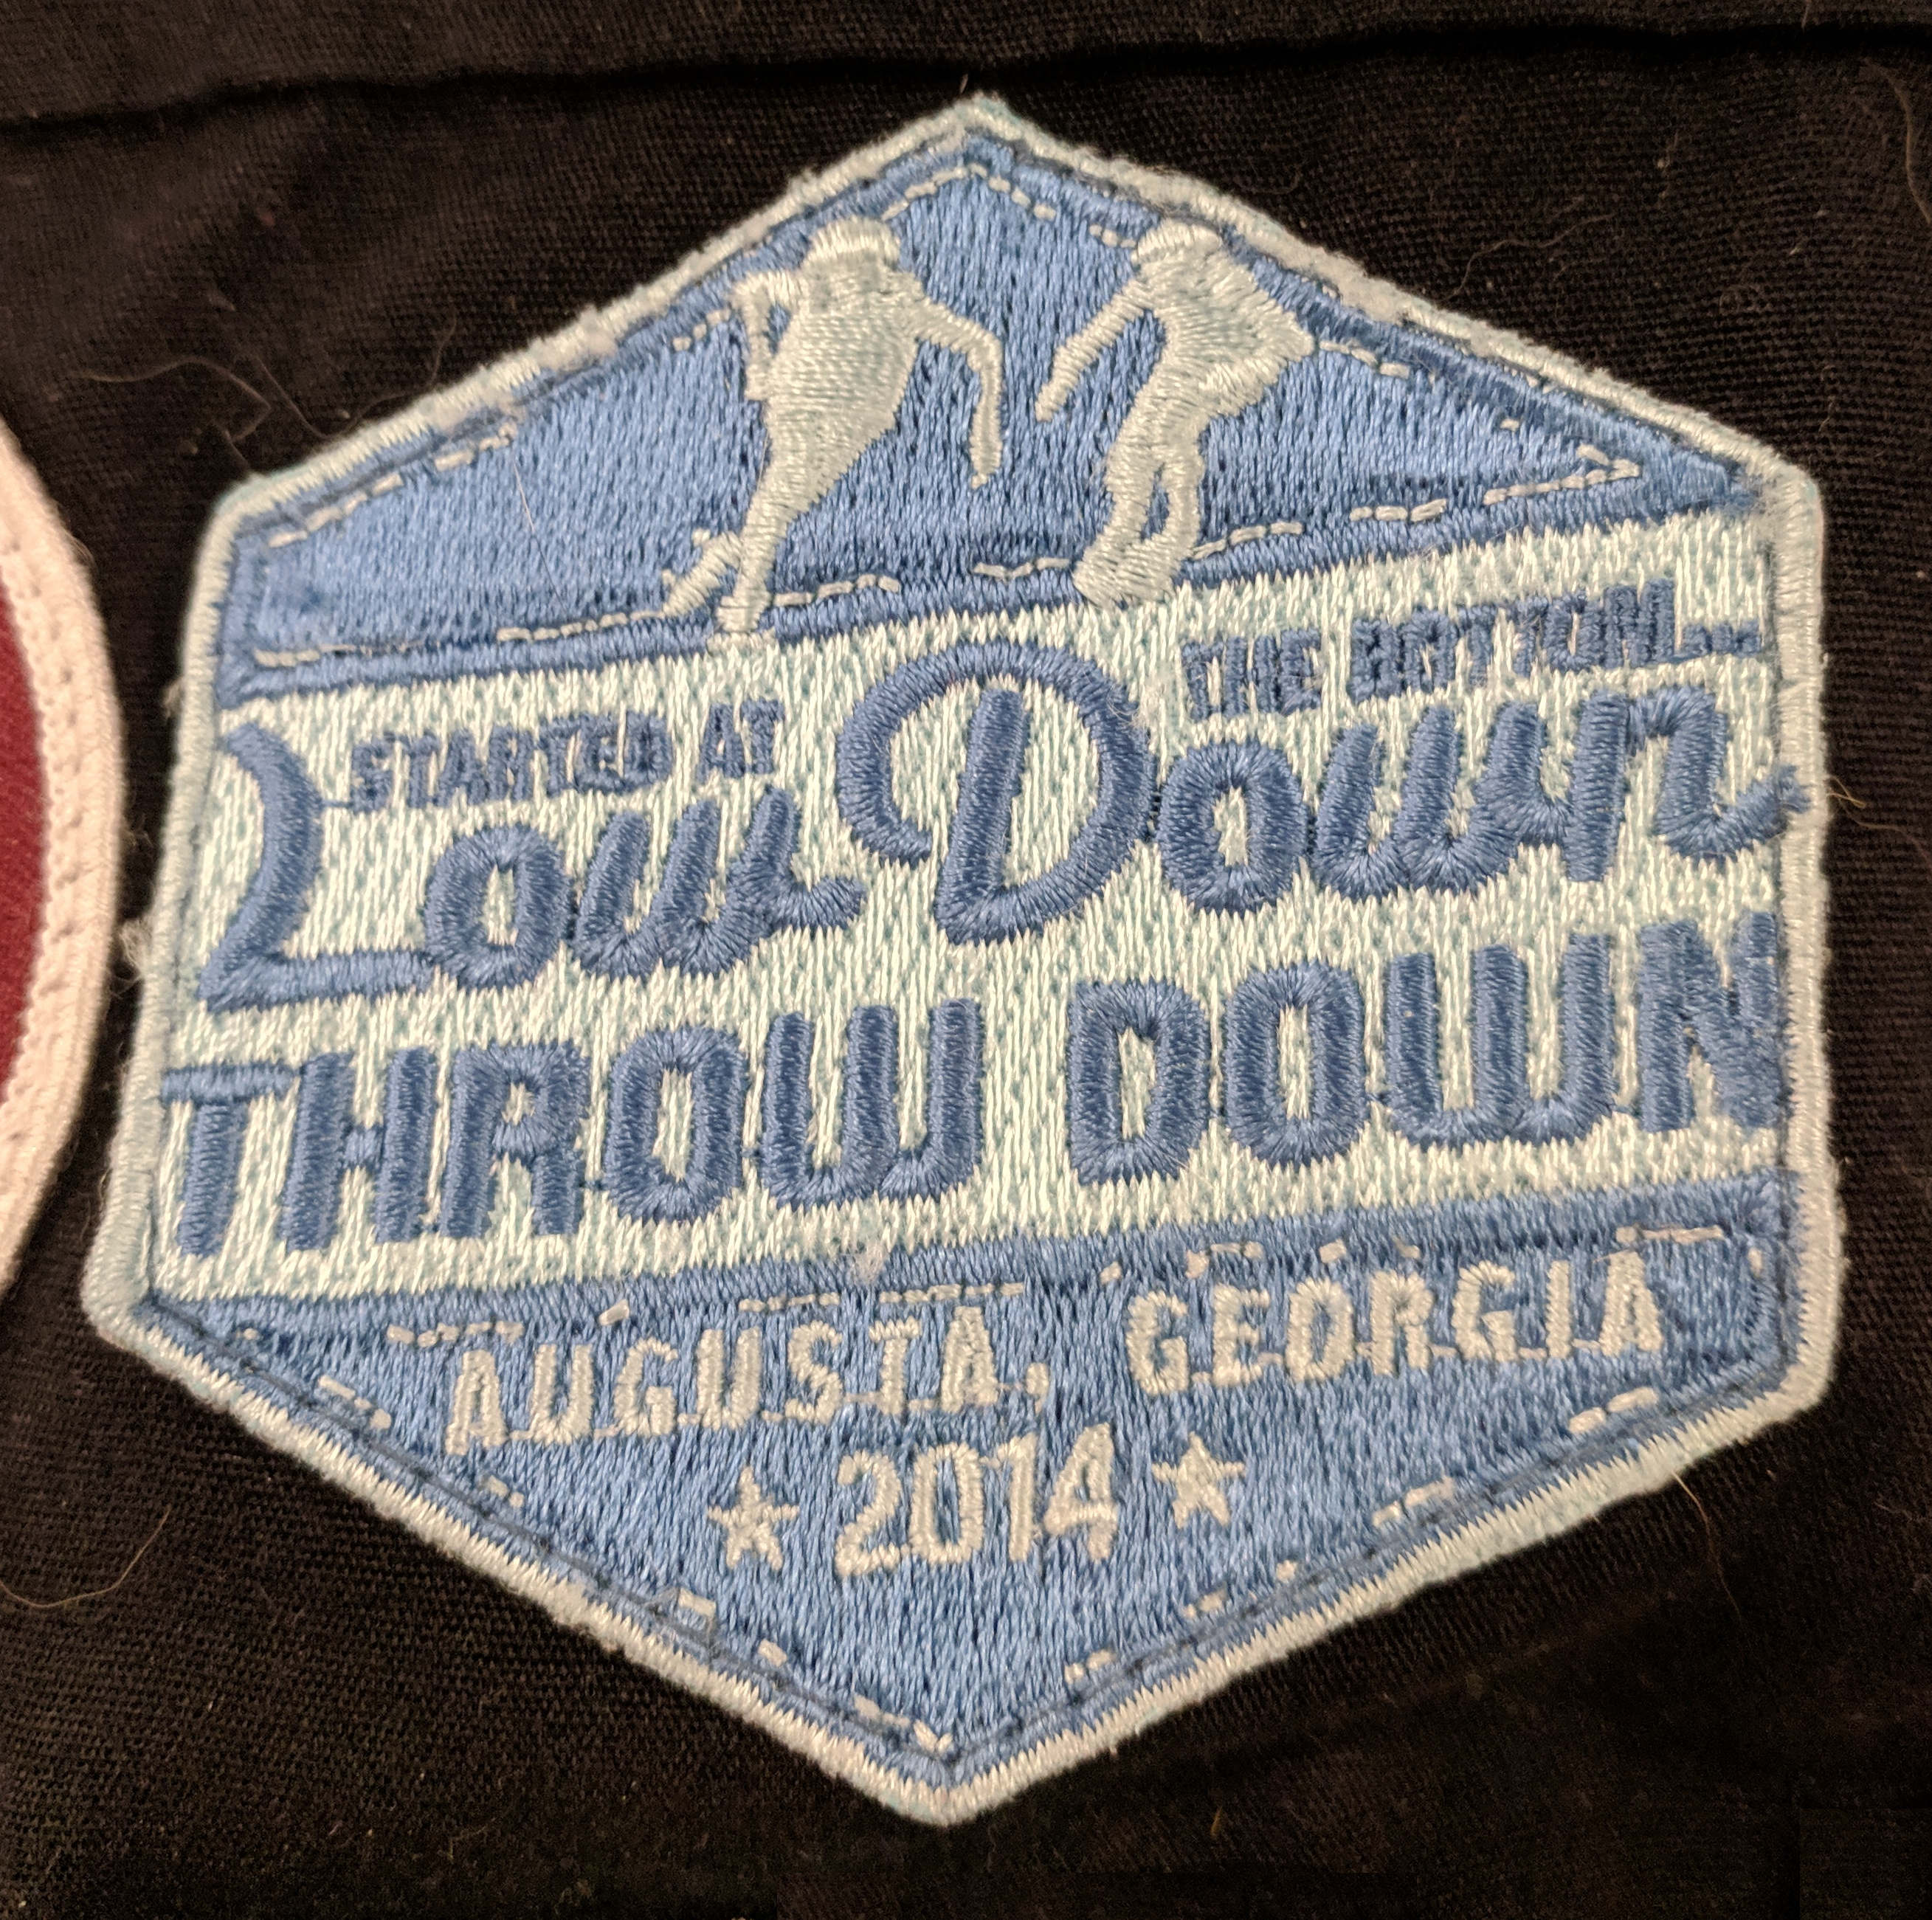 STARTED AT THE BOTTOM...
Low Down
THROW DOWN
AUGUSTA, GEORGIA
2014